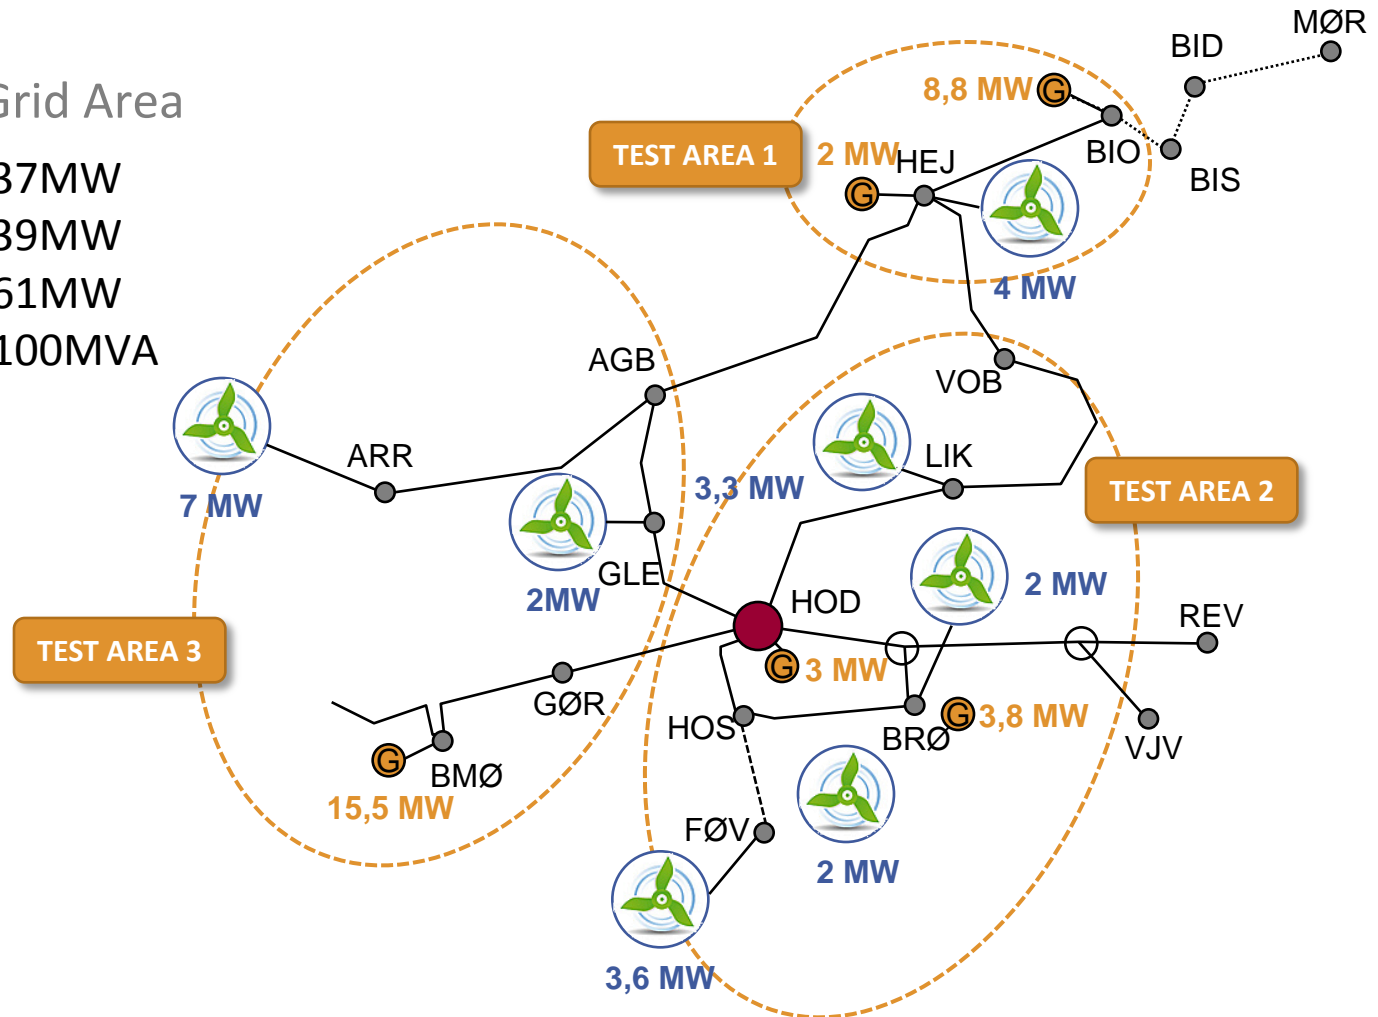 MØR
BID
Grid Area
8,8 MW
G
TEST AREA 1
2 MW
HEJ
BIO
BIS
37MW
G
39MW
4 MW
61MW
100MVA
AGB
VOB
ARR
LIK
7 MW
3,3 MW
TEST AREA 2
GLE
2MW
HOD
2 MW
REV
TEST AREA 3
G
3 MW
GØR
HOS
BRØ
G
3,8 MW
VJV
G
BMØ
15,5 MW
FØV
2 MW
3,6 MW